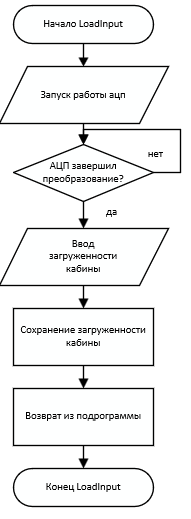 Начало LoadInput
Запуск работы ацп
АЦП завершил
преобразование?
нет
да
Ввод
загруженности
кабины
Сохранение загруженности
кабины
Возврат из подрограммы
Конец LoadInput